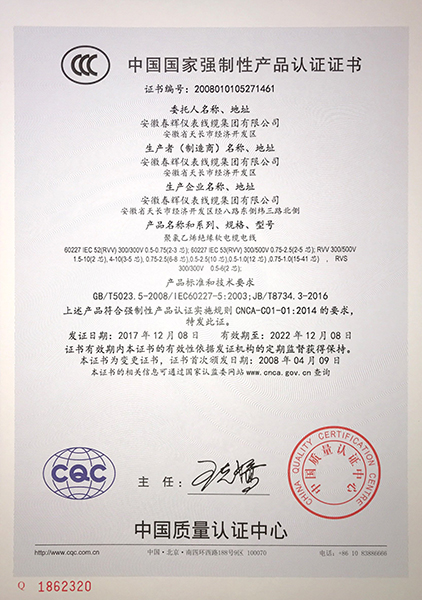 CCC
中国国家强制性产品认证证书
证书编号: 2008010105271461
委托人名称、地址
安徽春辉仪表线缆集团有限公司
安徽省天长市经济开发区
生产者(制造商)名称、地址
安徽春辉仪表线缆集团有限公司
安徽省天长市经济开发区
生产企业名称、地址
安徽春辉仪表线缆集团有限公司
安徽省天长市经济开发区经八路东侧纬三路北侧
产品名称和系列、规格、型号
聚氯乙烯绝缘软电缆电线
60227 IEC 52(RVV) 300/300V 0.5-0.75(2-3 芯); 60227 IEC 53(RVV) 300/500V 0.75-2.5(2-5 芯); RVV 300/500V
1.5-10(2 芯), 4-10(3-5 芯), 0.75-2.5(6-8 芯),0.5-2.5(10 芯),0.5-1.0(12 芯) ,0.75-1.0(15-41 芯) , RVS
300/300V 0.5-6(2芯);
产品标准和技术要求
GB/T5023.5-2008/IEC60227-5:2003;JB/T8734.3-2016
上述产品符合强制性产品认证实施规则 CNCA-C01-01:2014 的要求,
特发此证。
发证日期: 2017 年 12 月 08 日 有效期至: 2022 年 12 月 08 日
证书有效期内本证书的有效性依据发证机构的定期监督获得保持。
本证书为变更证书, 证书首次颁发日期: 2008 年 04 月 09 日
本证书的相关信息可通过国家认监委网站 www.cnca.gov.cn 查询
CQC
主任:
CHINA QUALITY CERTIFICATION CENTRE
中国质量认证中心
中国质量认证中心
http://www.cqc.com.cn
中国·北京·南四环西路188号9区 100070
电话: +86 10 83886666
Q 1862320